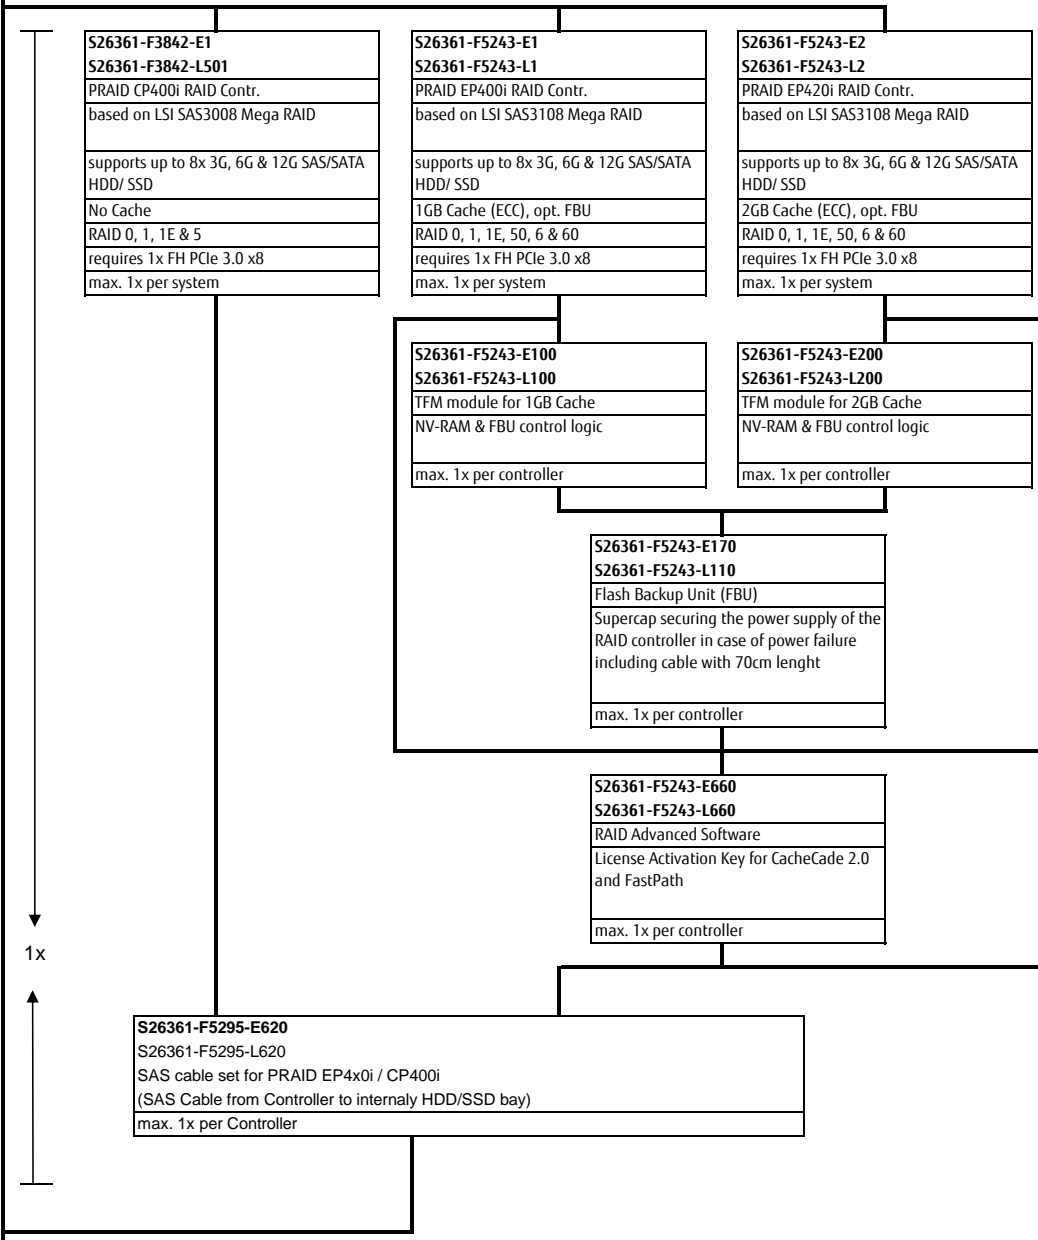 S26361-F3842-E1
S26361-F3842-L501
PRAID CP400i RAID Contr.
based on LSI SAS3008 Mega RAID
supports up to 8x 3G, 6G & 12G SAS/SATA
HDD/ SSD
No Cache
RAID 0, 1, 1E & 5
requires 1x FH PCIe 3.0 x8
max. 1x per system
S26361-F5243-E1
S26361-F5243-L1
PRAID EP400i RAID Contr.
based on LSI SAS3108 Mega RAID
supports up to 8x 3G, 6G & 12G SAS/SATA
HDD/ SSD
1GB Cache (ECC), opt. FBU
RAID 0, 1, 1E, 50, 6 & 60
requires 1x FH PCIe 3.0 x8
max. 1x per system
S26361-F5243-E2
S26361-F5243-L2
PRAID EP420i RAID Contr.
based on LSI SAS3108 Mega RAID
supports up to 8x 3G, 6G & 12G SAS/SATA
HDD/ SSD
2GB Cache (ECC), opt. FBU
RAID 0, 1, 1E, 50, 6 & 60
requires 1x FH PCIe 3.0 x8
max. 1x per system
S26361-F5243-E100
S26361-F5243-L100
TFM module for 1GB Cache
NV-RAM & FBU control logic
max. 1x per controller
S26361-F5243-E200
S26361-F5243-L200
TFM module for 2GB Cache
NV-RAM & FBU control logic
max. 1x per controller
S26361-F5243-E170
S26361-F5243-L110
Flash Backup Unit (FBU)
Supercap securing the power supply of the
RAID controller in case of power failure
including cable with 70cm lenght
max. 1x per controller
S26361-F5243-E660
S26361-F5243-L660
RAID Advanced Software
License Activation Key for CacheCade 2.0
and FastPath
max. 1x per controller
1x
S26361-F5295-E620
S26361-F5295-L620
SAS cable set for PRAID EP4x0i / CP400i
(SAS Cable from Controller to internaly HDD/SSD bay)
max. 1x per Controller